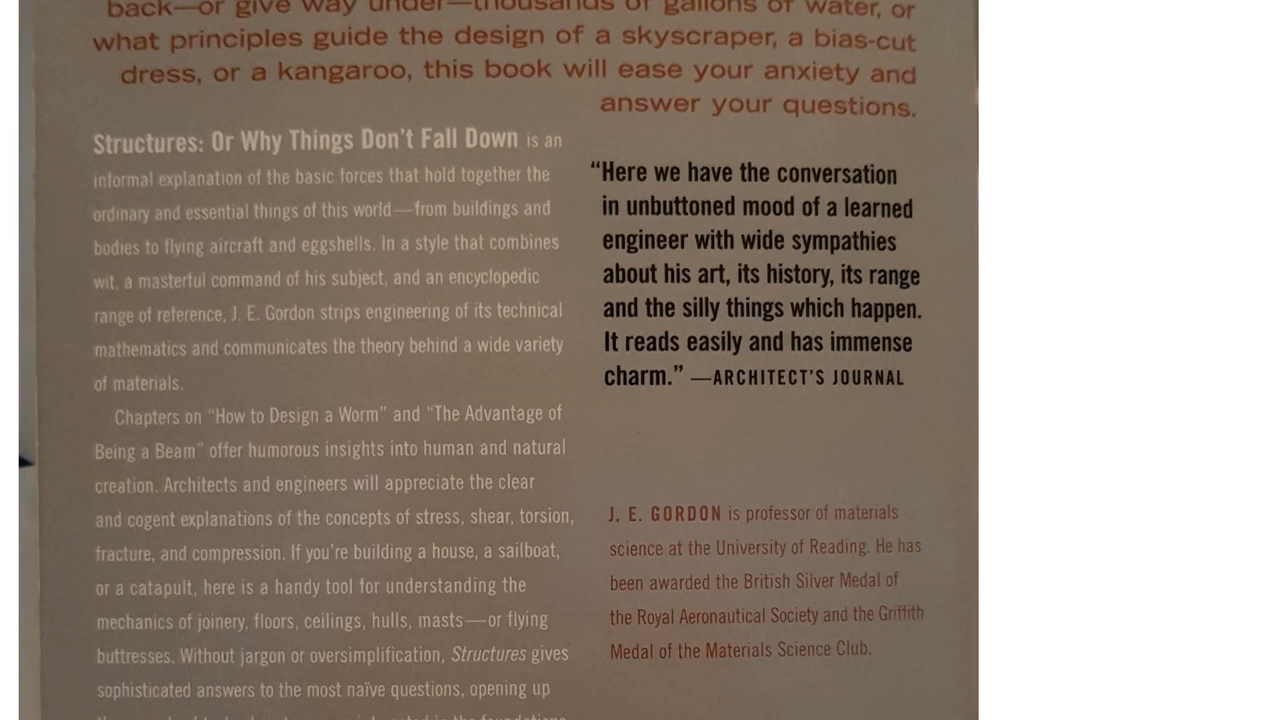 back—or give way under—thousands of gallons of water, or
what principles guide the design of a skyscraper, a bias-cut
dress, or a kangaroo, this book will ease your anxiety and
answer your questions.
Structures: Or Why Things Don't Fall Down is an
informal explanation of the basic forces that hold together the
ordinary and essential things of this world—from buildings and
bodies to flying aircraft and eggshells. In a style that combines
wit, a masterful command of his subject, and an encyclopedic
range of reference, J. E. Gordon strips engineering of its technical
mathematics and communicates the theory behind a wide variety
of materials.
Chapters on "How to Design a Worm" and "The Advantage of
Being a Beam" offer humorous insights into human and natural
creation. Architects and engineers will appreciate the clear
and cogent explanations of the concepts of stress, shear, torsion,
fracture, and compression. If you're building a house, a sailboat,
or a catapult, here is a handy tool for understanding the
mechanics of joinery, floors, ceilings, hulls, masts—or flying
buttresses. Without jargon or oversimplification, Structures gives
sophisticated answers to the most naïve questions, opening up
"Here we have the conversation
in unbuttoned mood of a learned
engineer with wide sympathies
about his art, its history, its range
and the silly things which happen.
It reads easily and has immense
charm." —ARCHITECT'S JOURNAL
J. E. GORDON is professor of materials
science at the University of Reading. He has
been awarded the British Silver Medal of
the Royal Aeronautical Society and the Griffith
Medal of the Materials Science Club.